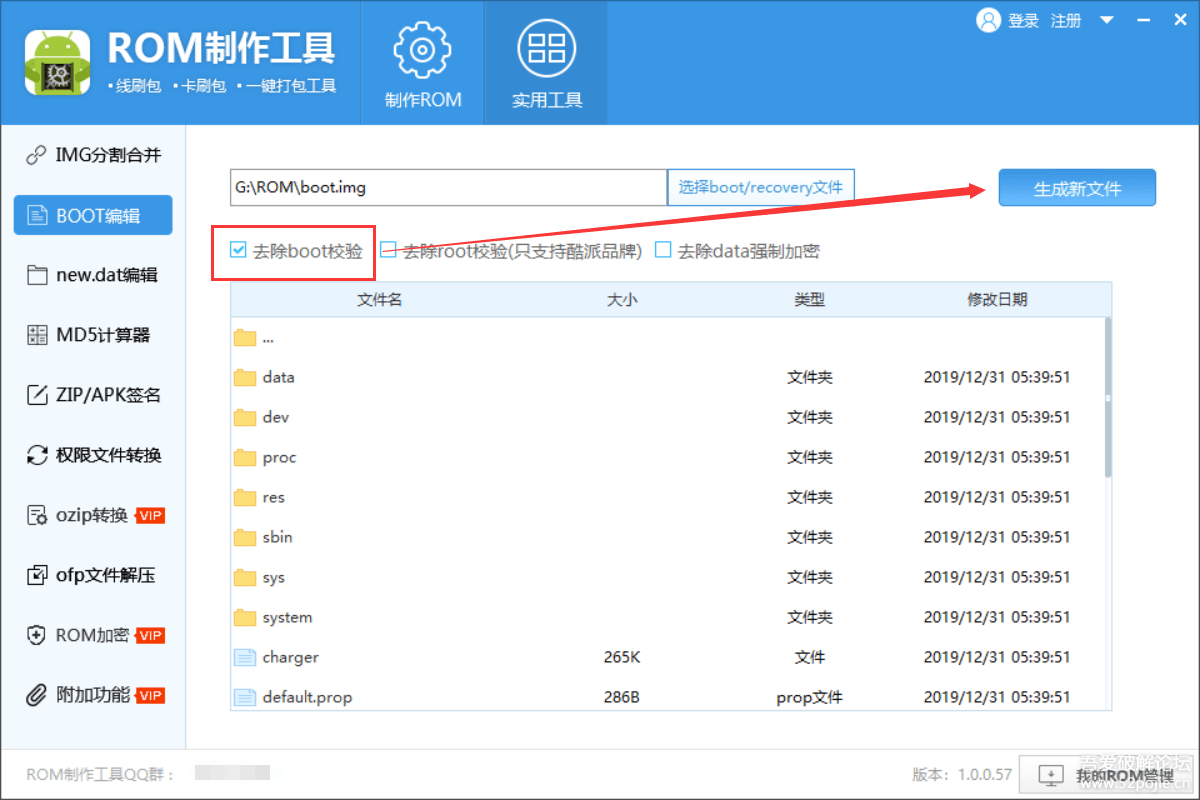 ROM制作工具
•线刷包 •卡刷包 •一键打包工具
制作ROM
实用工具
登录 注册
IMG分割合并
BOOT编辑
new.dat编辑
MD5计算器
ZIP/APK签名
权限文件转换
ozip转换 VIP
ofp文件解压
ROM加密 VIP
附加功能 VIP
G:\ROM\boot.img
选择boot/recovery文件
生成新文件
去除boot校验 去除root校验(只支持酷派品牌) 去除data强制加密
文件名 大小 类型 修改日期
...
data 文件夹 2019/12/31 05:39:51
dev 文件夹 2019/12/31 05:39:51
proc 文件夹 2019/12/31 05:39:51
res 文件夹 2019/12/31 05:39:51
sbin 文件夹 2019/12/31 05:39:51
sys 文件夹 2019/12/31 05:39:51
system 文件夹 2019/12/31 05:39:51
charger 265K 文件 2019/12/31 05:39:51
default.prop 286B prop文件 2019/12/31 05:39:51
ROM制作工具QQ群：
版本：1.0.0.57
我的ROM管理
吾爱破解论坛
www.52pojie.cn